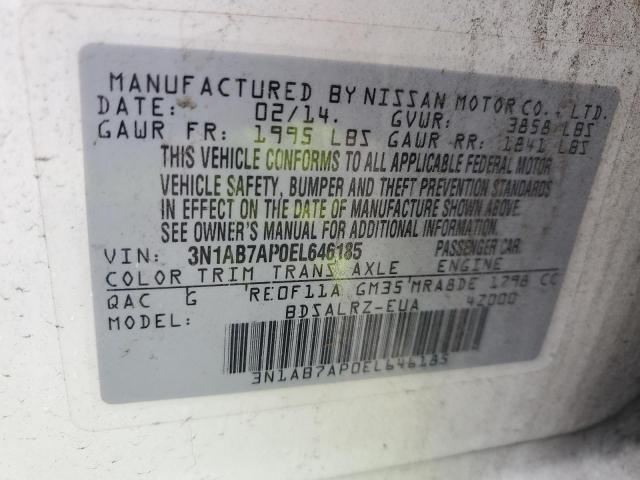 MANUFACTURED BY NISSAN MOTOR CO., LTD.
DATE: 02/14. GVWR: 3858 LBS
GAWR FR: 1995 LBS GAWR RR: 1841 LBS
THIS VEHICLE CONFORMS TO ALL APPLICABLE FEDERAL MOTOR
VEHICLE SAFETY, BUMPER AND THEFT PREVENTION STANDARDS
IN EFFECT ON THE DATE OF MANUFACTURE SHOWN ABOVE.
SEE OWNER'S MANUAL FOR ADDITIONAL INFORMATION.
VIN: 3N1AB7AP0EL646185 PASSENGER CAR.
COLOR TRIM TRANS AXLE ENGINE
QAC G RE0F11A GM35 MRA8DE 1798 CC
MODEL BDSALRZ-EUA 4Z000
3N1AB7AP0EL646185